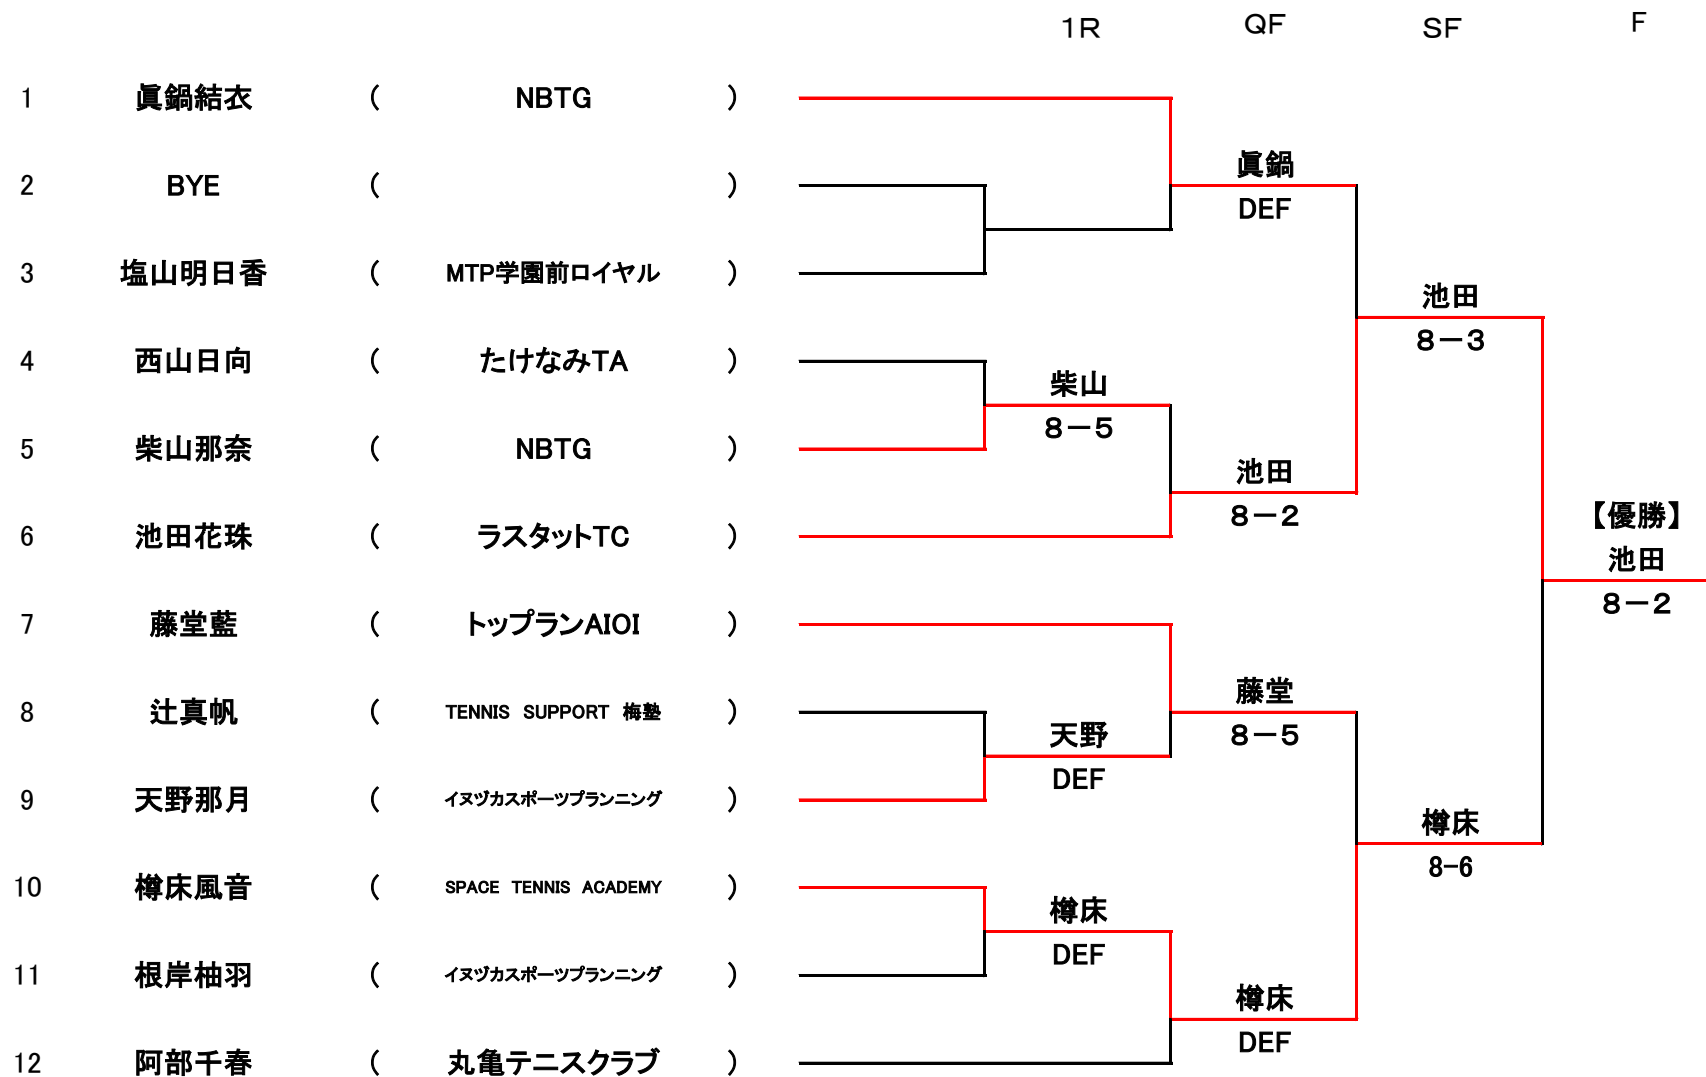 1R QF SF F
1 眞鍋結衣 ( NBTG )
眞鍋
2 BYE ( )
DEF
3 塩山明日香 ( MTP学園前ロイヤル )
池田
8－3
4 西山日向 ( たけなみTA )
柴山
8－5
5 柴山那奈 ( NBTG )
池田
8－2
6 池田花珠 ( ラスタットTC )
【優勝】
池田
8－2
7 藤堂藍 ( トップランAIOI )
藤堂
8 辻真帆 ( TENNIS SUPPORT 梅塾 )
8－5
天野
DEF
9 天野那月 ( イヌヅカスポーツプランニング )
樽床
8-6
10 樽床風音 ( SPACE TENNIS ACADEMY )
樽床
DEF
11 根岸柚羽 ( イヌヅカスポーツプランニング )
樽床
DEF
12 阿部千春 ( 丸亀テニスクラブ )